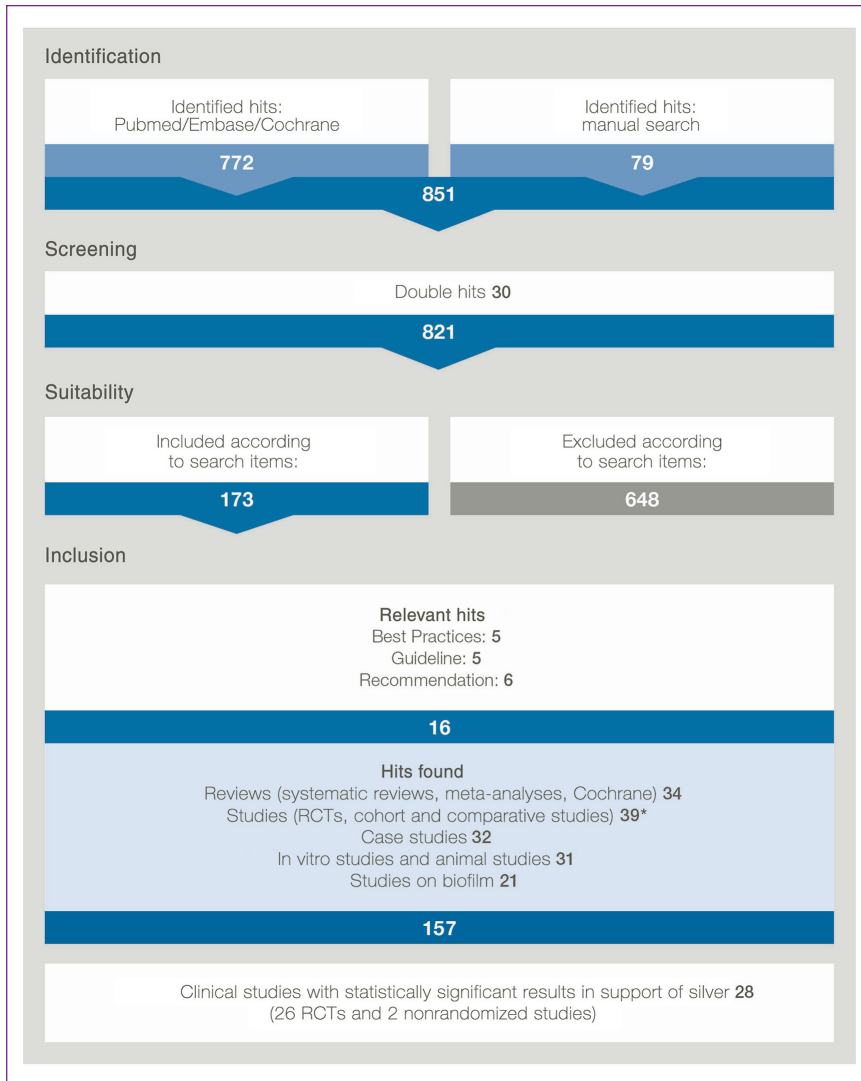 Identification
Identified hits:
Pubmed/Embase/Cochrane
772
Identified hits:
manual search
79
851
Screening
Double hits 30
821
Suitability
Included according
to search items:
173
Excluded according
to search items:
648
Inclusion
Relevant hits
Best Practices: 5
Guideline: 5
Recommendation: 6
16
Hits found
Reviews (systematic reviews, meta-analyses, Cochrane) 34
Studies (RCTs, cohort and comparative studies) 39*
Case studies 32
In vitro studies and animal studies 31
Studies on biofilm 21
157
Clinical studies with statistically significant results in support of silver 28
(26 RCTs and 2 nonrandomized studies)